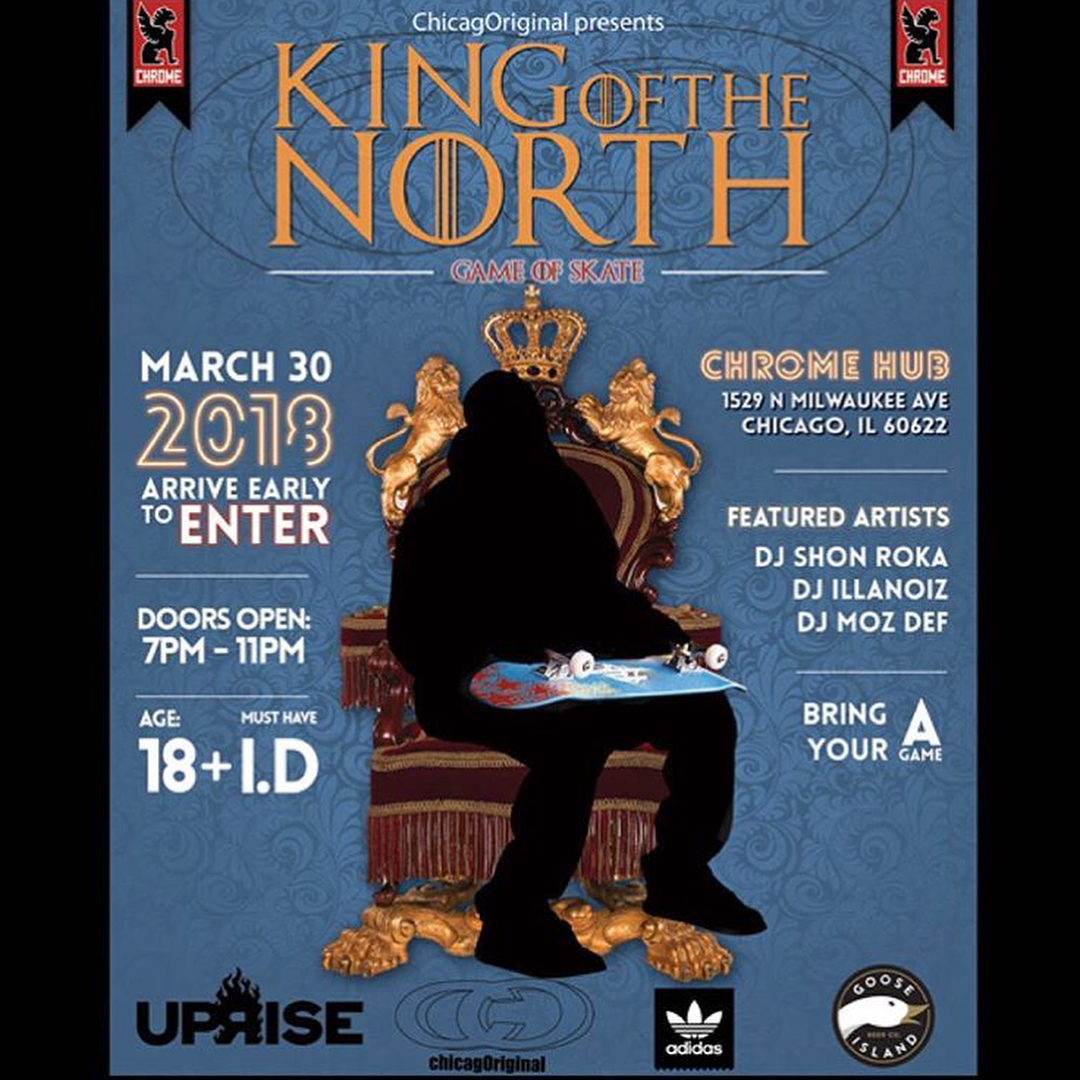 ChicagOriginal presents
CHROME
CHROME
KING OF THE
NORTH
GAME OF SKATE
MARCH 30
2018
ARRIVE EARLY
TO ENTER
DOORS OPEN:
7PM - 11PM
AGE: MUST HAVE
18+ I.D
CHROME HUB
1529 N MILWAUKEE AVE
CHICAGO, IL 60622
FEATURED ARTISTS
DJ SHON ROKA
DJ ILLANOIZ
DJ MOZ DEF
BRING
YOUR A
GAME
UPRISE
chicagOriginal
adidas
GOOSE
BEER CO.
ISLAND